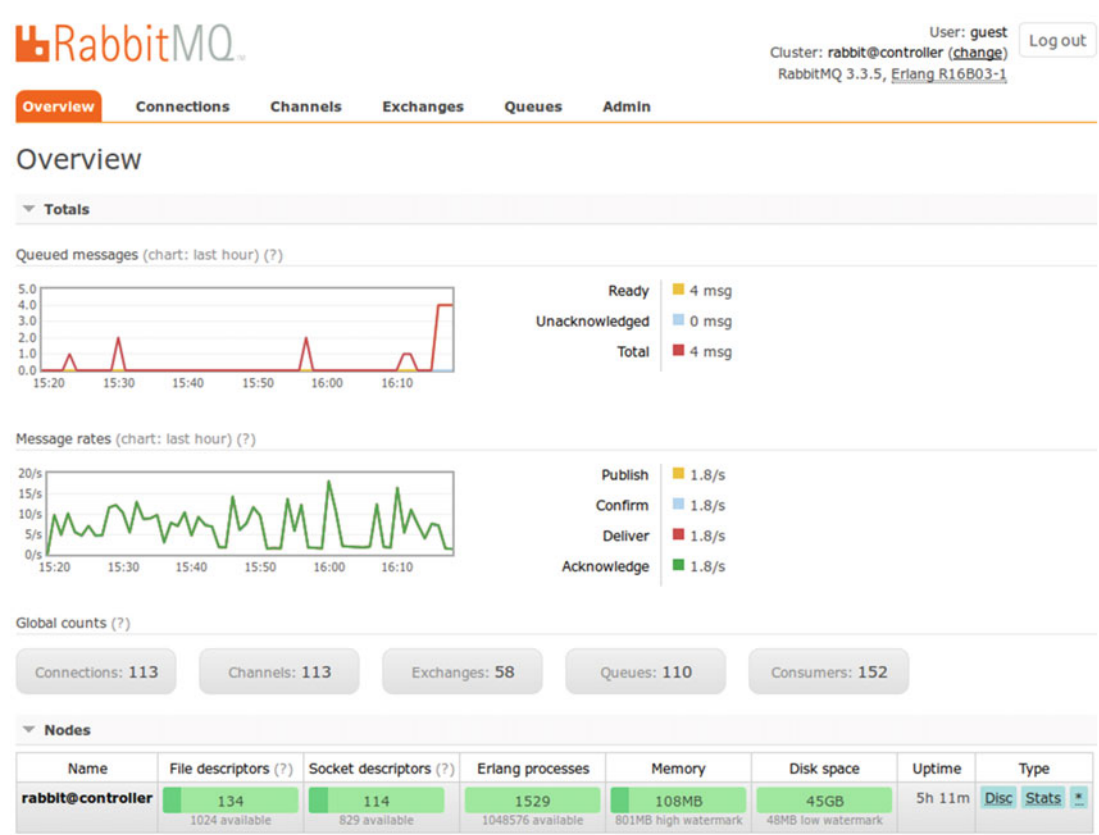 RabbitMQ
User: guest
Cluster: rabbit@controller (change)
RabbitMQ 3.3.5, Erlang R16B03-1
Log out
Overview Connections Channels Exchanges Queues Admin
Overview
Totals
Queued messages (chart: last hour) (?)
5.0
4.0
3.0
2.0
1.0
0.0
15:20 15:30 15:40 15:50 16:00 16:10
Ready 4 msg
Unacknowledged 0 msg
Total 4 msg
Message rates (chart: last hour) (?)
20/s
15/s
10/s
5/s
0/s
15:20 15:30 15:40 15:50 16:00 16:10
Publish 1.8/s
Confirm 1.8/s
Deliver 1.8/s
Acknowledge 1.8/s
Global counts (?)
Connections: 113 Channels: 113 Exchanges: 58 Queues: 110 Consumers: 152
Nodes
Name File descriptors (?) Socket descriptors (?) Erlang processes Memory Disk space Uptime Type
rabbit@controller 134 114 1529 108MB 45GB 5h 11m Disc Stats *
1024 available 829 available 1048576 available 801MB high watermark 48MB low watermark